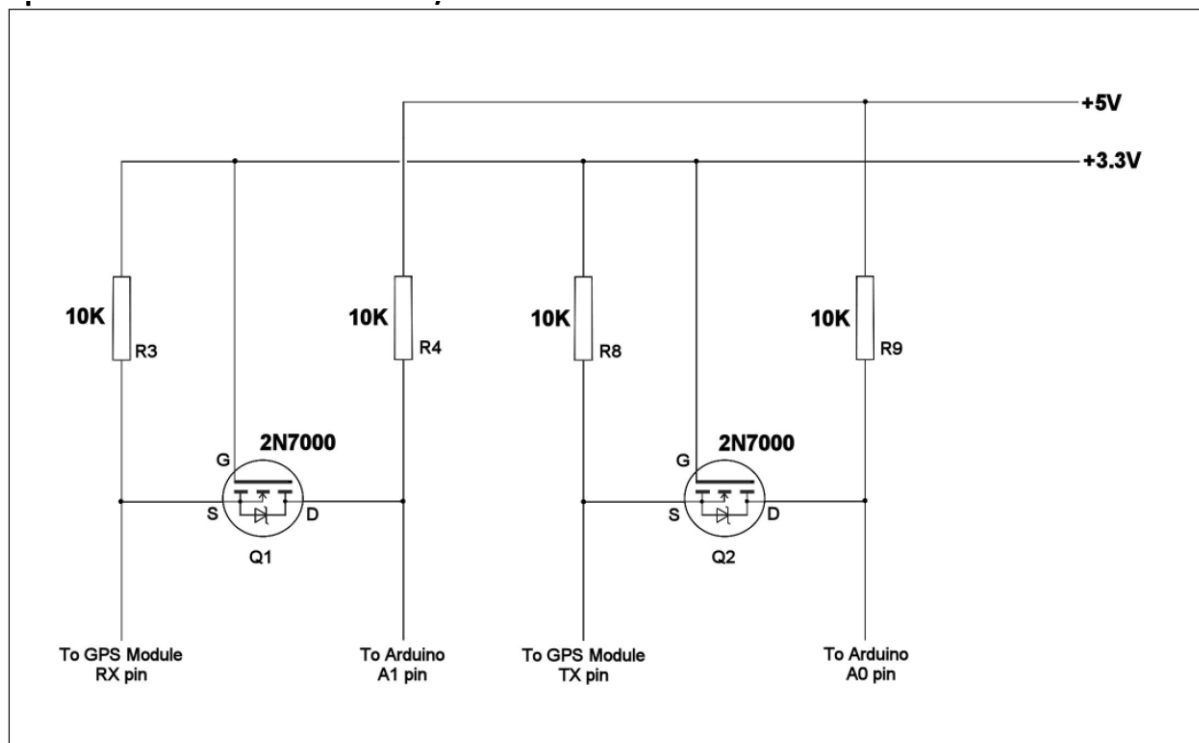 +5V
+3.3V
10K
R3
10K
R4
10K
R8
10K
R9
2N7000
G
S
D
Q1
2N7000
G
S
D
Q2
To GPS Module
RX pin
To Arduino
A1 pin
To GPS Module
TX pin
To Arduino
A0 pin